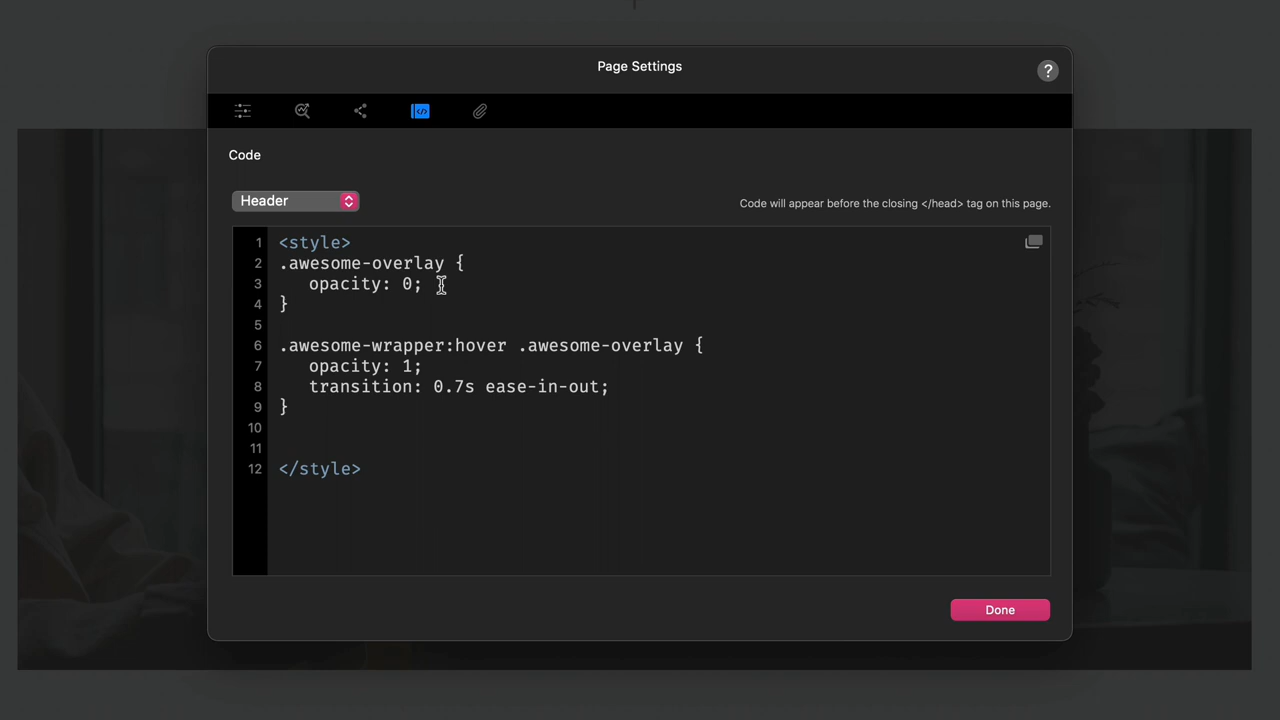 Page Settings
?
Code
Header
Code will appear before the closing </head> tag on this page.
1 <style>
2 .awesome-overlay {
3    opacity: 0;
4 }
5
6 .awesome-wrapper:hover .awesome-overlay {
7    opacity: 1;
8    transition: 0.7s ease-in-out;
9 }
10
11
12 </style>
Done